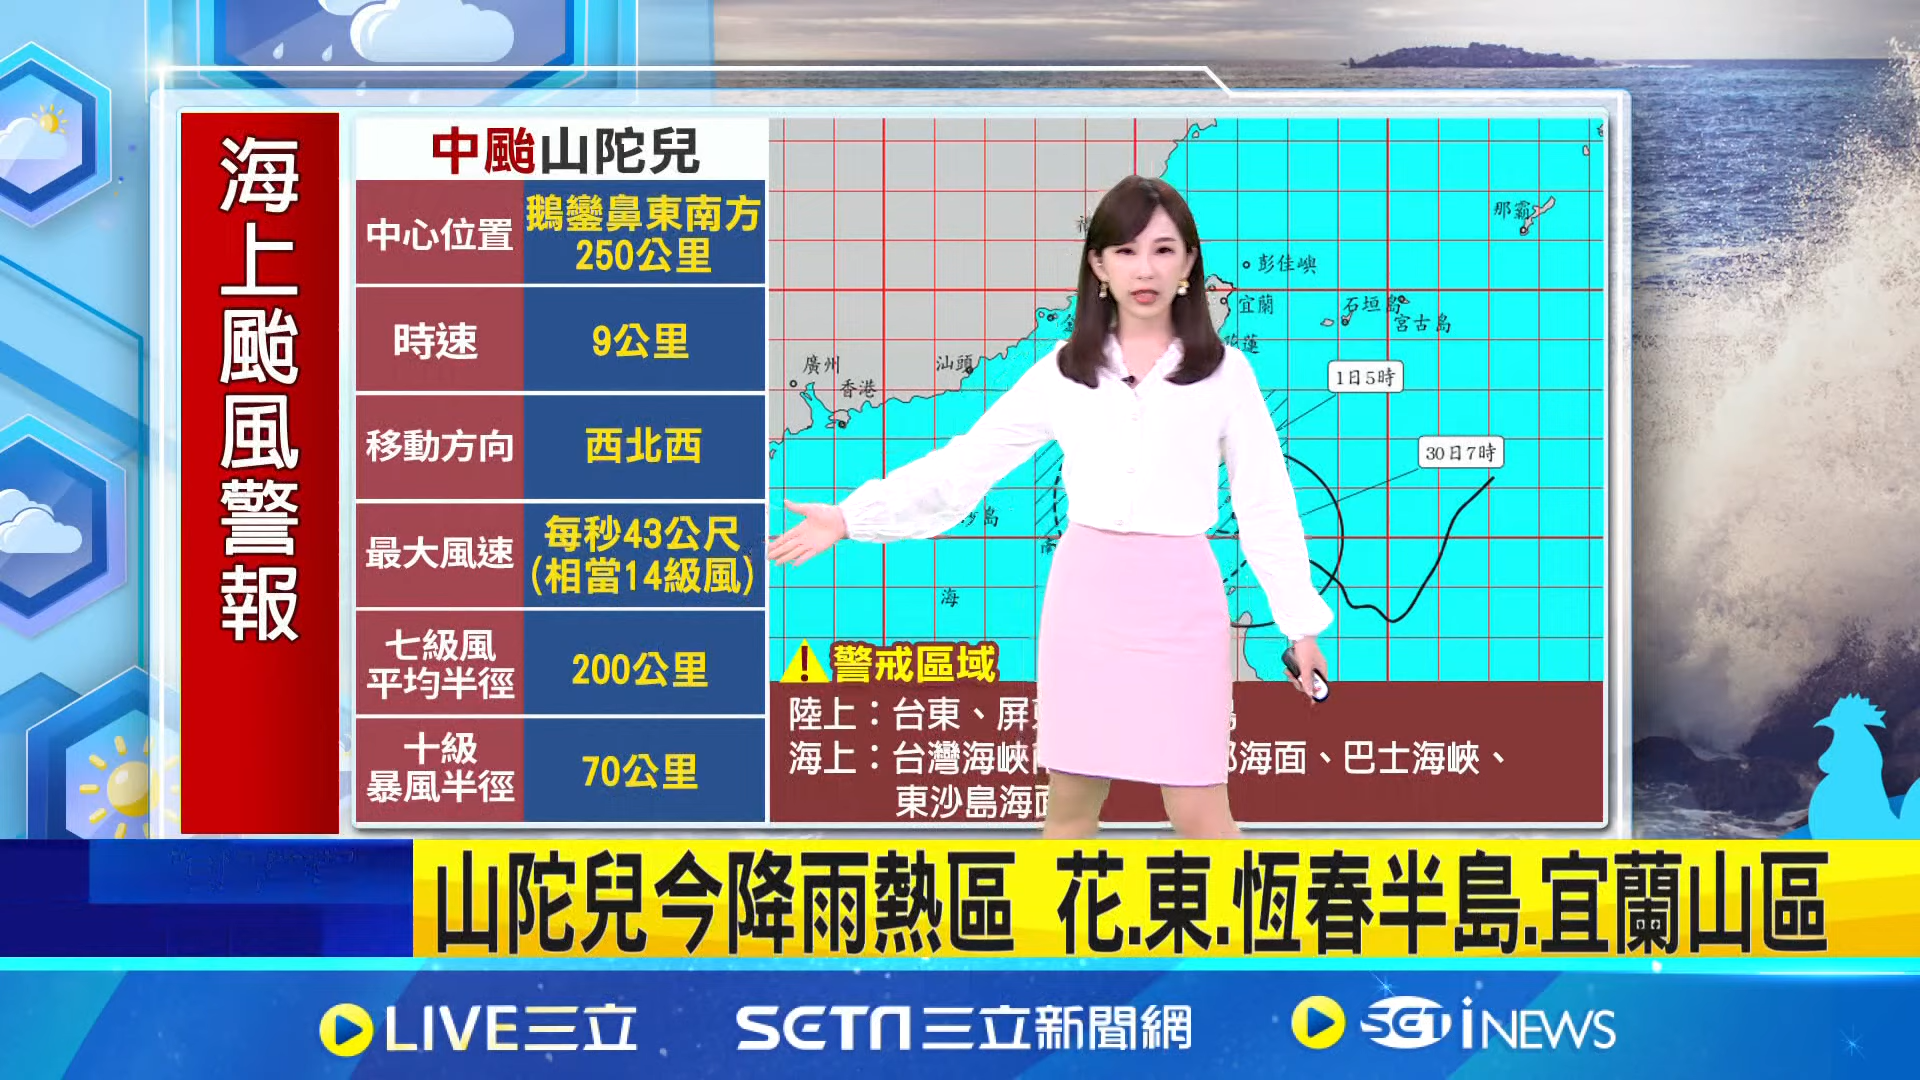 海上颱風警報
中颱山陀兒
中心位置
鵝鑾鼻東南方
250公里
時速
9公里
移動方向
西北西
最大風速
每秒43公尺
(相當14級風)
七級風
平均半徑
200公里
十級
暴風半徑
70公里
那霸
彭佳嶼
宜蘭
石垣島
宮古島
蓮
廣州
香港
汕頭
1日5時
30日7時
島
海
警戒區域
陸上：台東、屏
海上：台灣海峽 海面、巴士海峽、
東沙島海
山陀兒今降雨熱區 花.東.恆春半島.宜蘭山區
LIVE三立
SETN三立新聞網
SET iNEWS